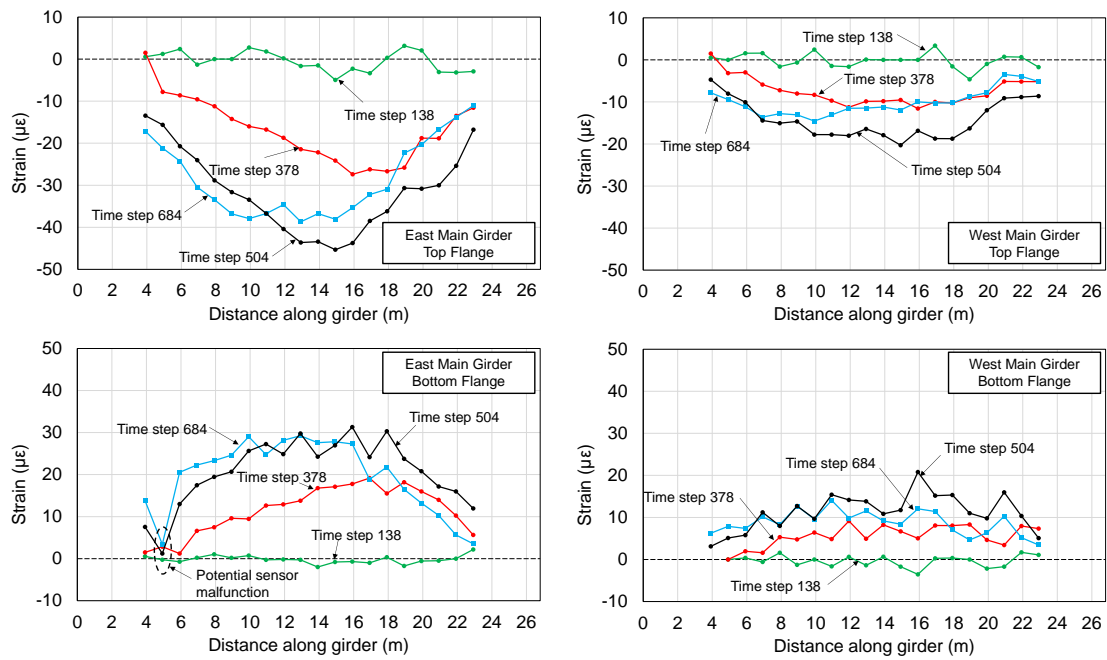 10
0
-10
-20
-30
-40
-50
Strain (µε)
Time step 138
Time step 378
Time step 684
Time step 504
East Main Girder
Top Flange
0 2 4 6 8 10 12 14 16 18 20 22 24 26
Distance along girder (m)
10
0
-10
-20
-30
-40
-50
Strain (µε)
Time step 138
Time step 378
Time step 684
Time step 504
West Main Girder
Top Flange
0 2 4 6 8 10 12 14 16 18 20 22 24 26
Distance along girder (m)
50
40
30
20
10
0
-10
Strain (µε)
East Main Girder
Bottom Flange
Time step 504
Time step 684
Time step 378
Time step 138
Potential sensor
malfunction
0 2 4 6 8 10 12 14 16 18 20 22 24 26
Distance along girder (m)
50
40
30
20
10
0
-10
Strain (µε)
West Main Girder
Bottom Flange
Time step 504
Time step 684
Time step 378
Time step 138
0 2 4 6 8 10 12 14 16 18 20 22 24 26
Distance along girder (m)